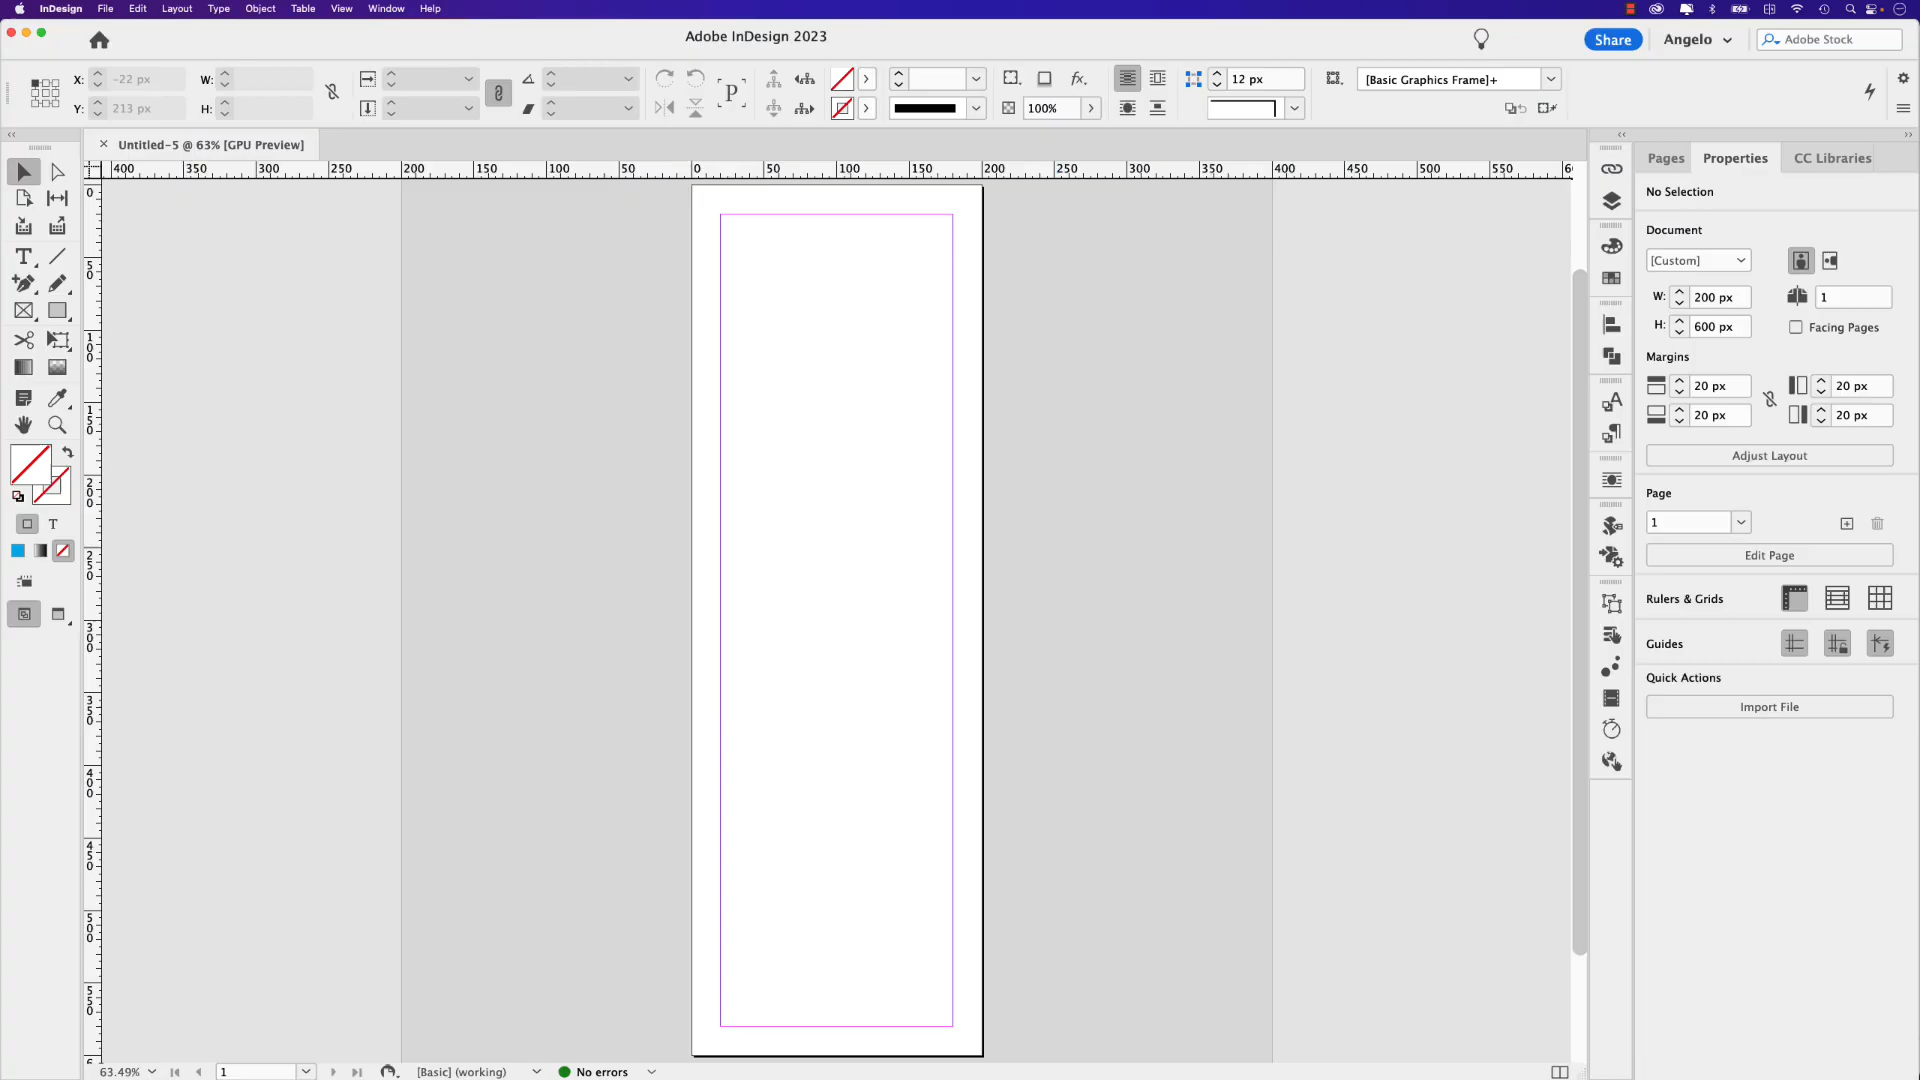 InDesign File Edit Layout Type Object Table View Window Help
Adobe InDesign 2023
Share
Angelo
Adobe Stock
X: -22 px
W:
12 px
[Basic Graphics Frame]+
Y: 213 px
H:
P
fx.
100%
Untitled-5 @ 63% [GPU Preview]
400 350 300 250 200 150 100 50 0 50 100 150 200 250 300 350 400 450 500 550
0
50
100
150
200
250
300
350
400
450
500
550
T
T
Pages Properties CC Libraries
No Selection
Document
[Custom]
W: 200 px
1
H: 600 px
Facing Pages
Margins
20 px
20 px
20 px
20 px
Adjust Layout
Page
1
Edit Page
Rulers & Grids
Guides
Quick Actions
Import File
63.49%
1
[Basic] (working)
No errors